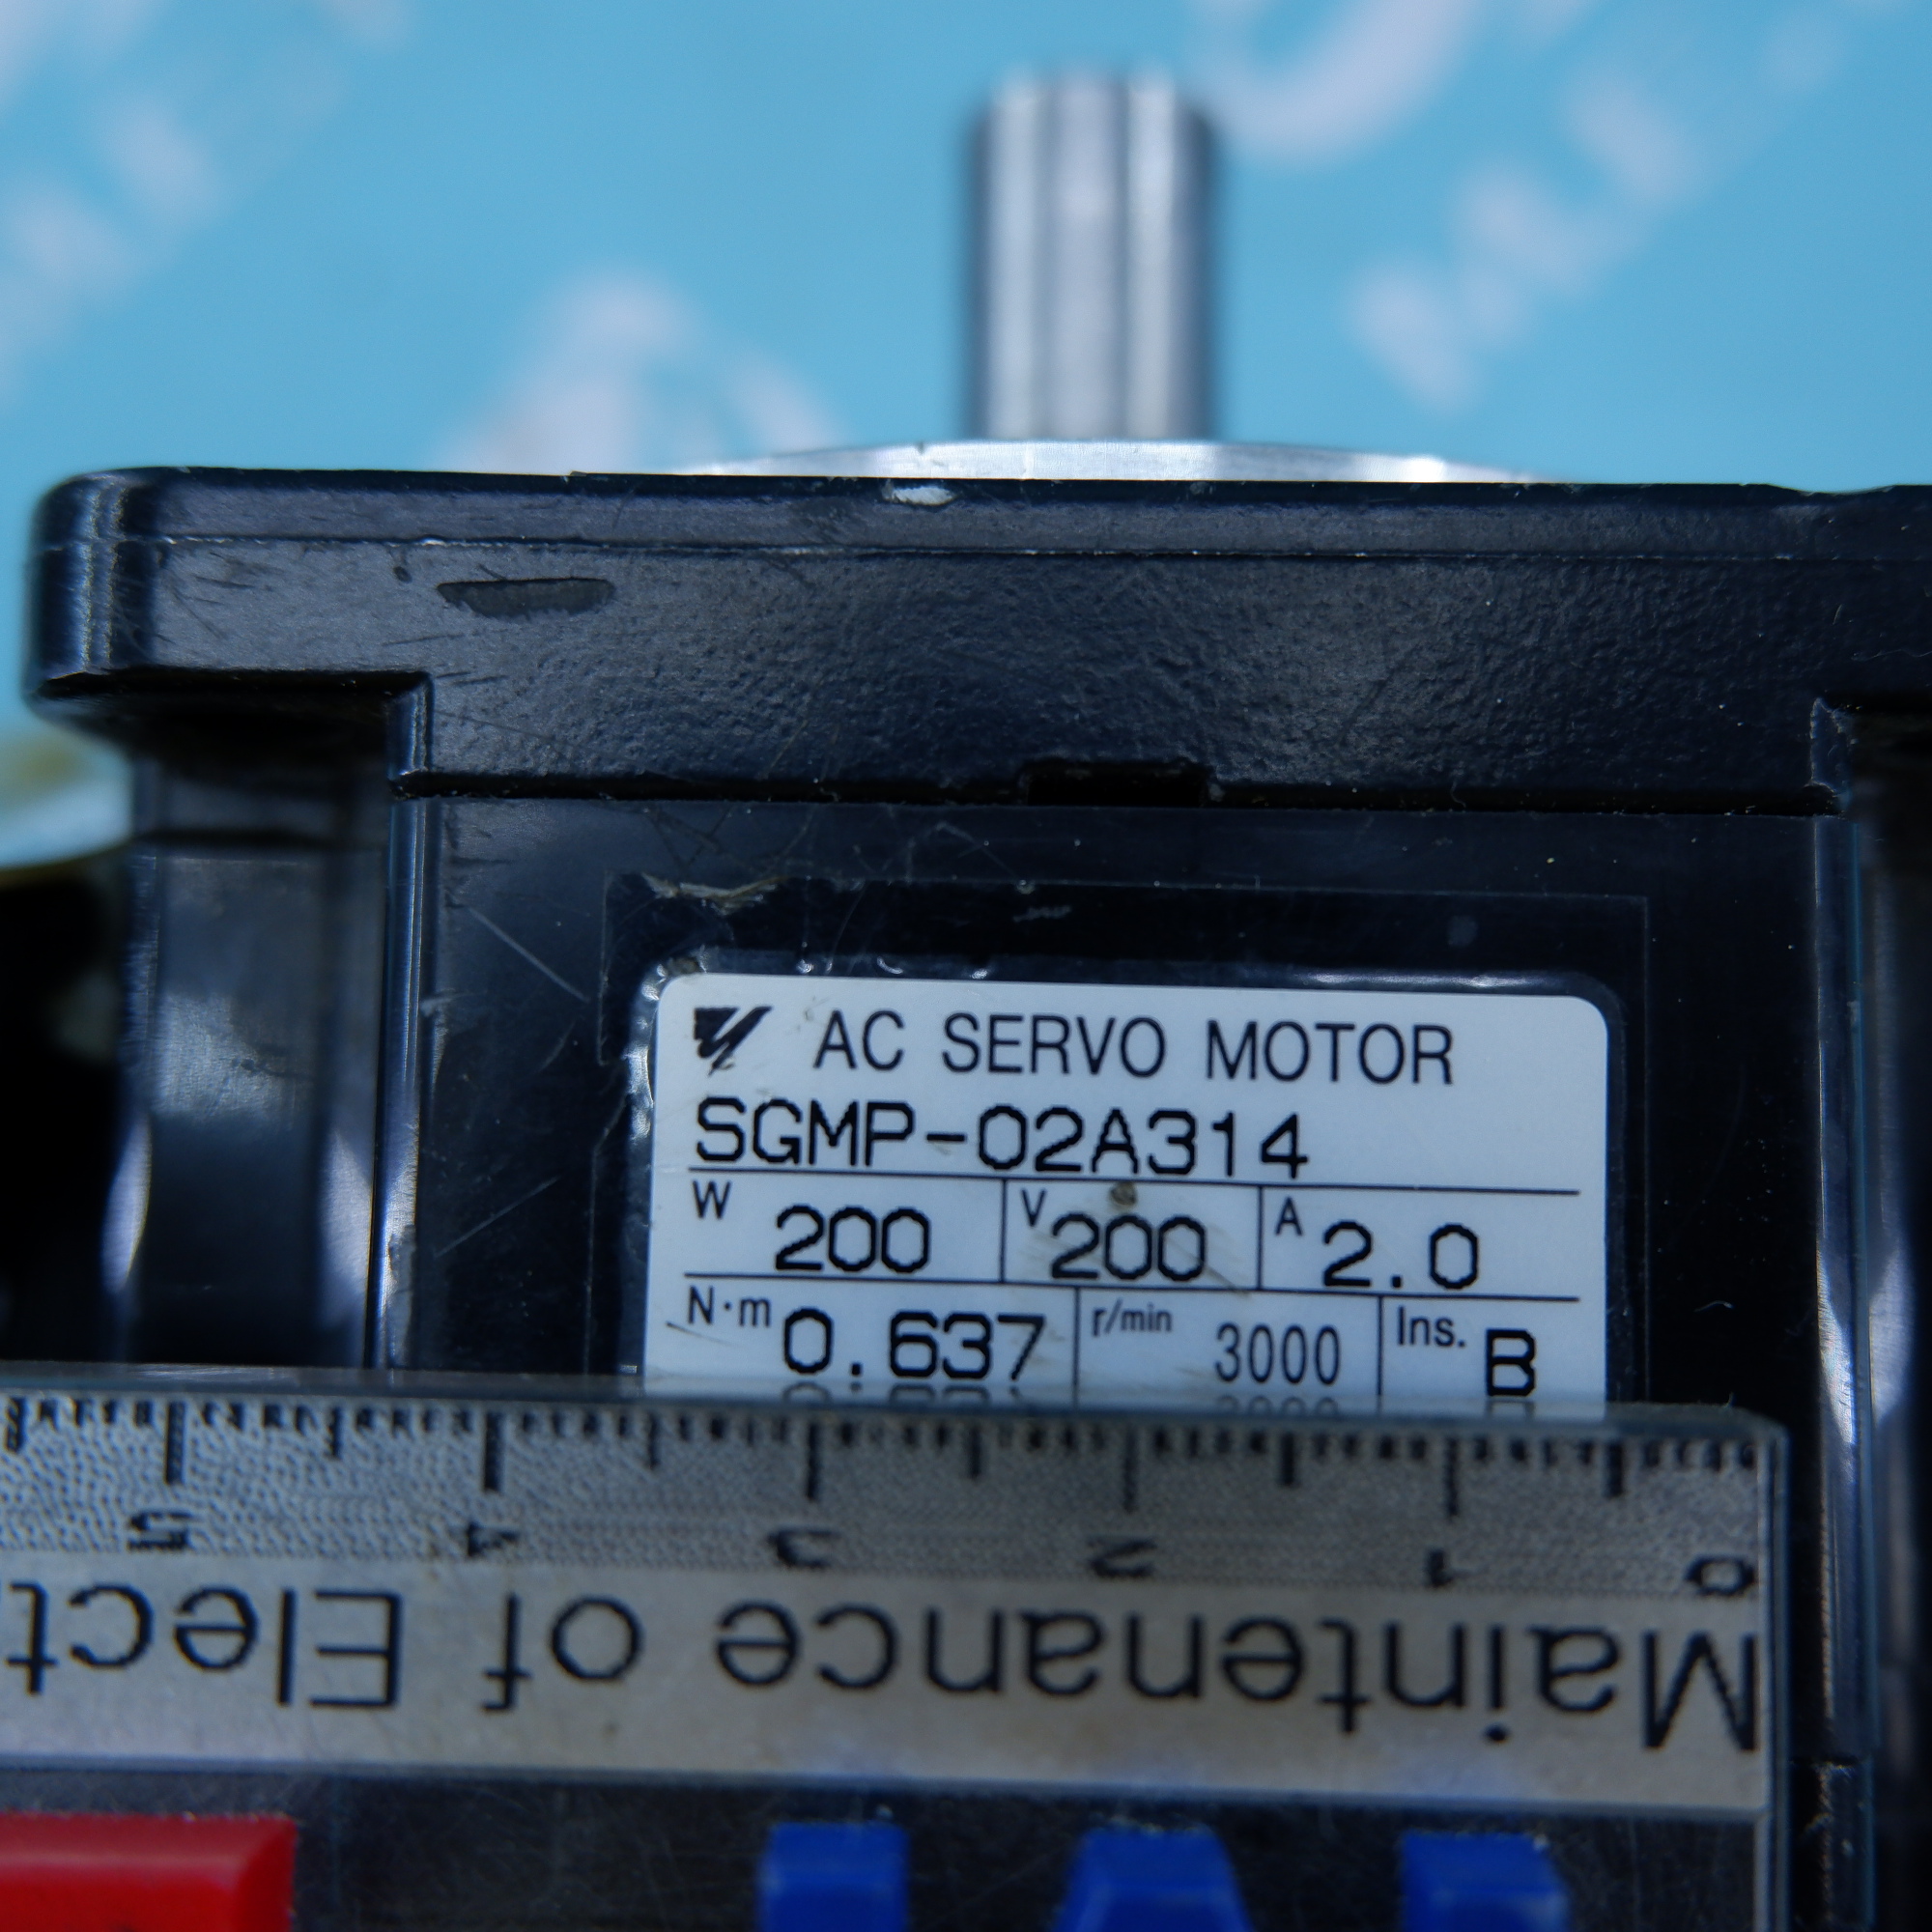 AC SERVO MOTOR
SGMP-02A314
W 200 V 200 A 2.0
N·m 0.637 r/min 3000 Ins. B
0 1 2 3 4 5
Maintenance of Elect